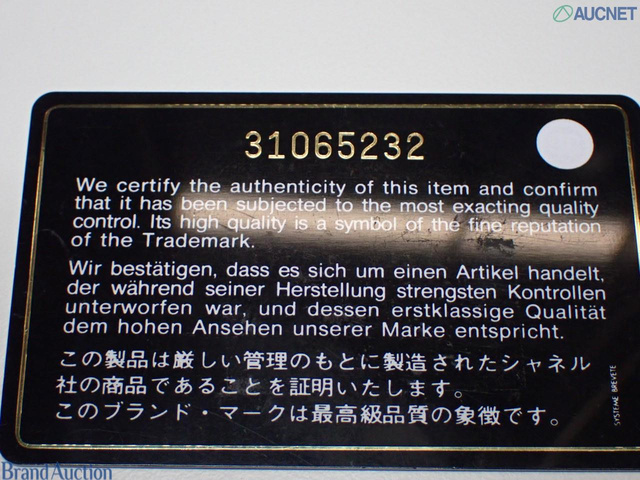 AUCNET
31065232
We certify the authenticity of this item and confirm
that it has been subjected to the most exacting quality
control. Its high quality is a symbol of the fine reputation
of the Trademark.
Wir bestätigen, dass es sich um einen Artikel handelt,
der während seiner Herstellung strengsten Kontrollen
unterworfen war, und dessen erstklassige Qualität
dem hohen Ansehen unserer Marke entspricht.
この製品は厳しい管理のもとに製造されたシャネル
社の商品であることを証明いたします。
このブランド・マークは最高級品質の象徴です。
SYSTEME BREVETE
Brand Auction